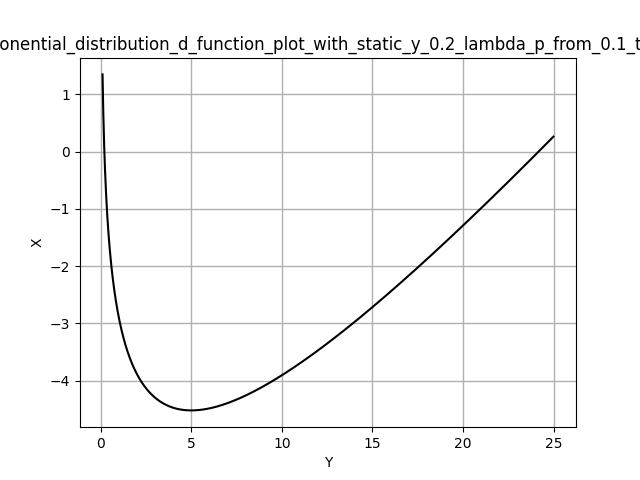 onential_distribution_d_function_plot_with_static_y_0.2_lambda_p_from_0.1_t
1
0
−1
−2
−3
−4
X
0 5 10 15 20 25
Y